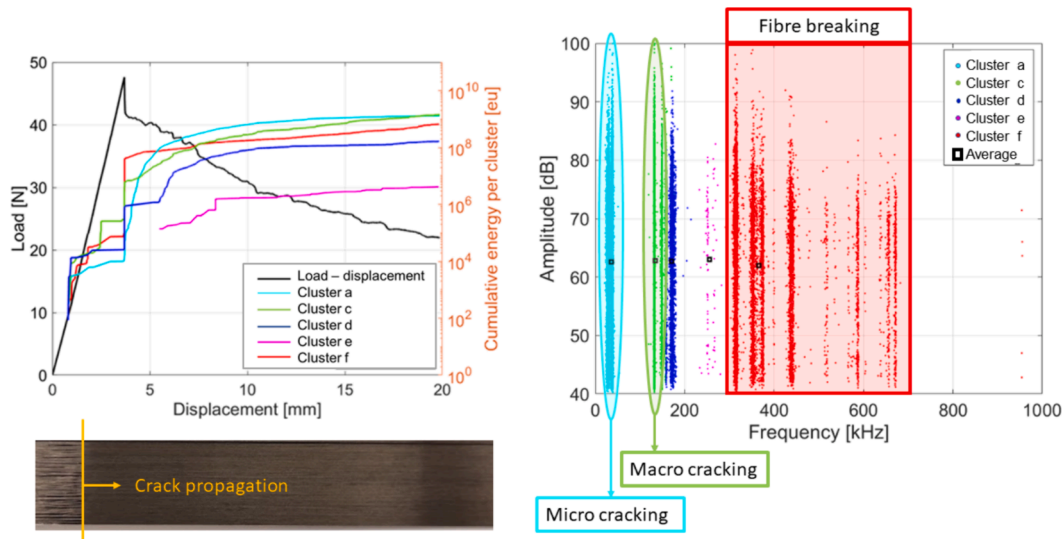 50
40
30
20
10
0
Load [N]
0
5
10
15
20
Displacement [mm]
10^10
10^8
10^6
10^4
10^2
10^0
Cumulative energy per cluster [eu]
Load – displacement
Cluster a
Cluster c
Cluster d
Cluster e
Cluster f
Crack propagation
Fibre breaking
100
90
80
70
60
50
40
Amplitude [dB]
0
200
400
600
800
1000
Frequency [kHz]
Cluster a
Cluster c
Cluster d
Cluster e
Cluster f
Average
Macro cracking
Micro cracking